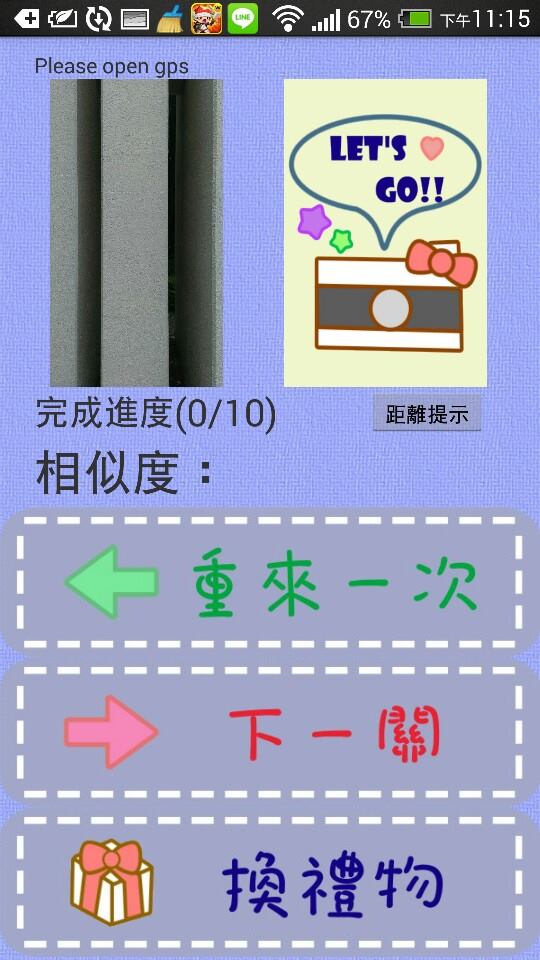 LINE 67% 下午11:15
Please open gps
LET'S
GO!!
完成進度(0/10)
距離提示
相似度：
重來一次
下一關
換禮物